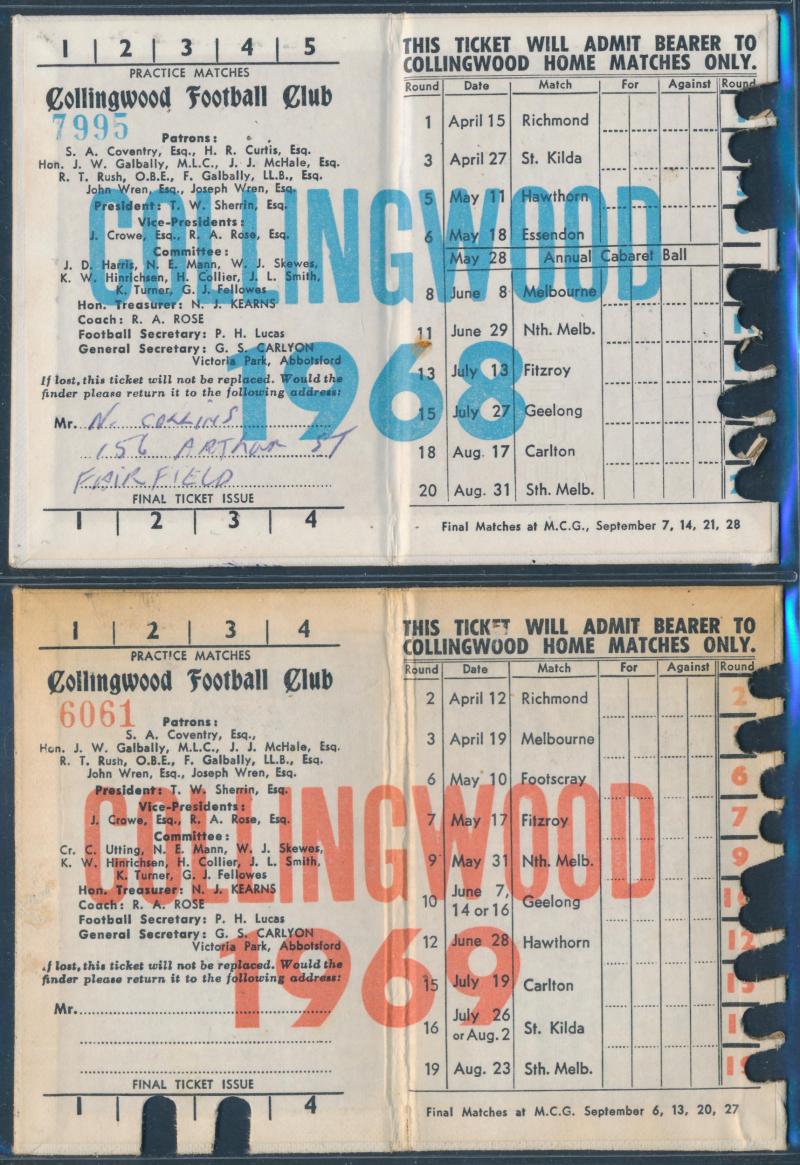 1 | 2 | 3 | 4 | 5
PRACTICE MATCHES
Collingwood Football Club
7995
Patrons:
S. A. Coventry, Esq., H. R. Curtis, Esq.
Hon. J. W. Galbally, M.L.C., J. J. McHale, Esq.
R. T. Rush, O.B.E., F. Galbally, LL.B., Esq.
John Wren, Esq., Joseph Wren, Esq.
President: T. W. Sherrin, Esq.
Vice-Presidents:
J. Crowe, Esq., R. A. Rose, Esq.
Committee:
J. D. Harris, N. E. Mann, W. J. Skewes,
K. W. Hinrichsen, H. Collier, J. L. Smith,
K. Turner, G. J. Fellowes
Hon. Treasurer: N. J. KEARNS
Coach: R. A. ROSE
Football Secretary: P. H. Lucas
General Secretary: G. S. CARLYON
Victoria Park, Abbotsford
If lost, this ticket will not be replaced. Would the
finder please return it to the following address:
Mr. N. COLLINS
156 ARTHUR ST
FAIRFIELD
FINAL TICKET ISSUE
1 | 2 | 3 | 4
COLLINGWOOD
1968
THIS TICKET WILL ADMIT BEARER TO
COLLINGWOOD HOME MATCHES ONLY.
Round Date Match For Against Round
1 April 15 Richmond
3 April 27 St. Kilda
5 May 11 Hawthorn
6 May 18 Essendon
May 28 Annual Cabaret Ball
8 June 8 Melbourne
11 June 29 Nth. Melb.
13 July 13 Fitzroy
15 July 27 Geelong
18 Aug. 17 Carlton
20 Aug. 31 Sth. Melb.
Final Matches at M.C.G., September 7, 14, 21, 28
1 | 2 | 3 | 4
PRACTICE MATCHES
Collingwood Football Club
6061
Patrons:
S. A. Coventry, Esq.,
Hon. J. W. Galbally, M.L.C., J. J. McHale, Esq.
R. T. Rush, O.B.E., F. Galbally, LL.B., Esq.
John Wren, Esq., Joseph Wren, Esq.
President: T. W. Sherrin, Esq.
Vice-Presidents:
J. Crowe, Esq., R. A. Rose, Esq.
Committee:
Cr. C. Utting, N. E. Mann, W. J. Skewes,
K. W. Hinrichsen, H. Collier, J. L. Smith,
K. Turner, G. J. Fellowes
Hon. Treasurer: N. J. KEARNS
Coach: R. A. ROSE
Football Secretary: P. H. Lucas
General Secretary: G. S. CARLYON
Victoria Park, Abbotsford
If lost, this ticket will not be replaced. Would the
finder please return it to the following address:
Mr.
FINAL TICKET ISSUE
1 | | 4
COLLINGWOOD
1969
THIS TICKET WILL ADMIT BEARER TO
COLLINGWOOD HOME MATCHES ONLY.
Round Date Match For Against Round
2 April 12 Richmond 2
3 April 19 Melbourne
6 May 10 Footscray 6
7 May 17 Fitzroy 7
9 May 31 Nth. Melb. 9
10 June 7, 14 or 16 Geelong 10
12 June 28 Hawthorn 12
15 July 19 Carlton 15
16 July 26 or Aug. 2 St. Kilda
19 Aug. 23 Sth. Melb. 19
Final Matches at M.C.G. September 6, 13, 20, 27